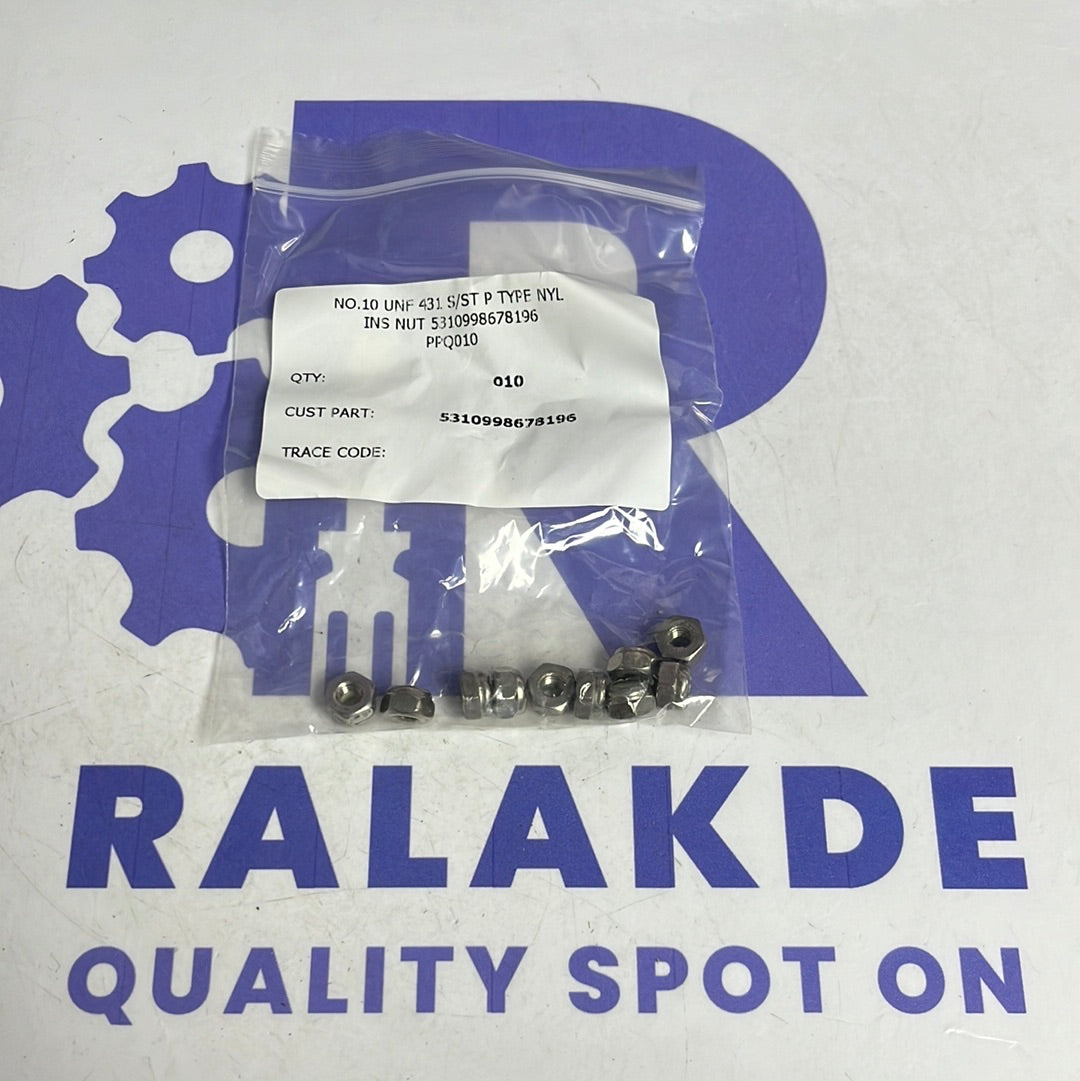 NO.10 UNF 431 S/ST P TYPE NYL
INS NUT 5310998678196
PPQ010
QTY: 010
CUST PART: 5310998678196
TRACE CODE:
RALAKDE
QUALITY SPOT ON